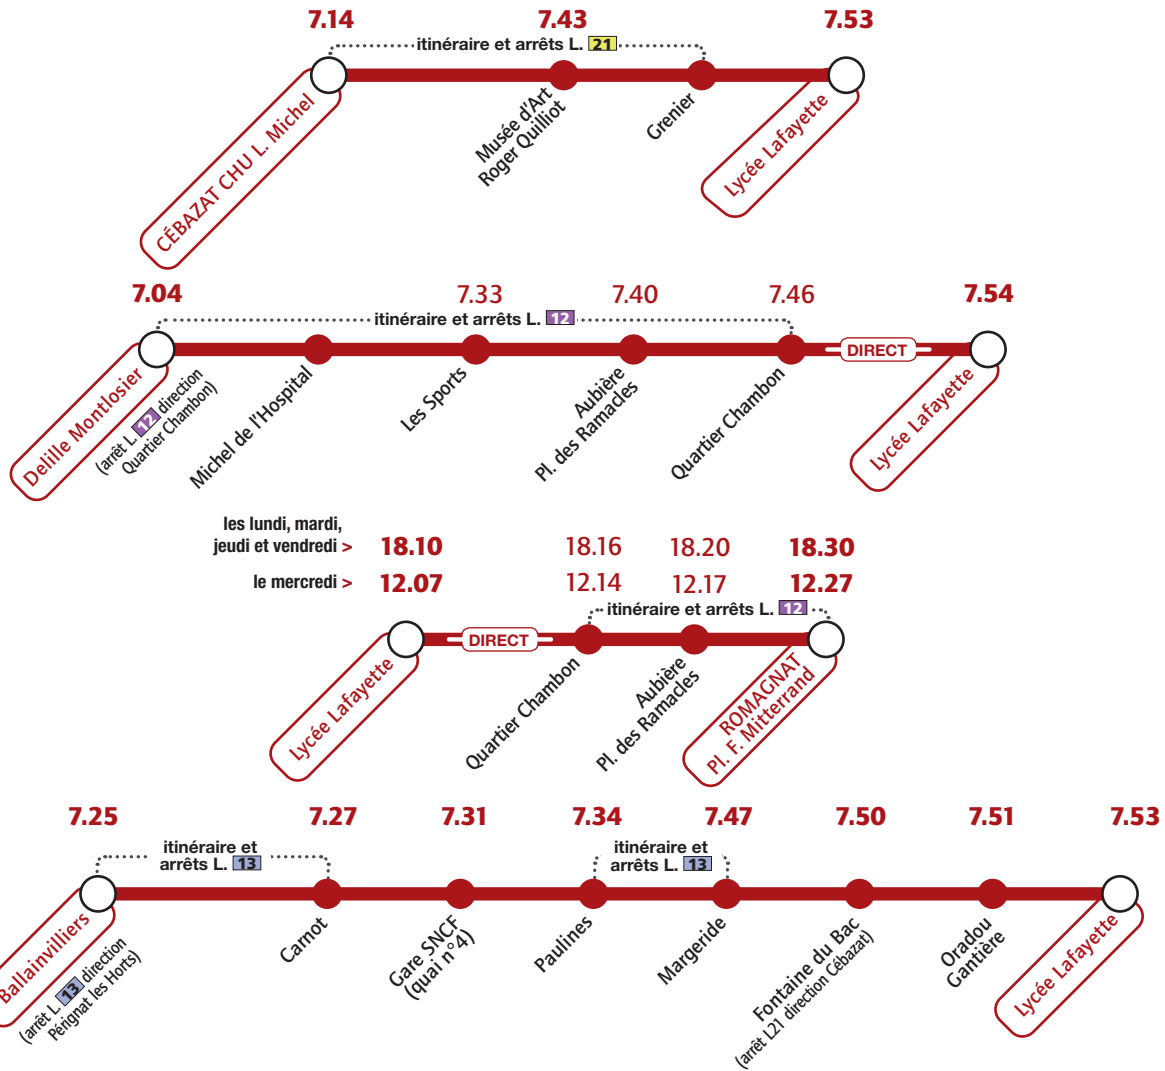 7.14 7.43 7.53
itinéraire et arrêts L. 21
CÉBAZAT CHU L. Michel
Musée d'Art
Roger Quilliot
Grenier
Lycée Lafayette
7.04 7.33 7.40 7.46 7.54
itinéraire et arrêts L. 12
DIRECT
Delille Montlosier
(arrêt L. 12 direction
Quartier Chambon)
Michel de l'Hospital
Les Sports
Aubière
Pl. des Ramacles
Quartier Chambon
Lycée Lafayette
les lundi, mardi,
jeudi et vendredi > 18.10 18.16 18.20 18.30
le mercredi > 12.07 12.14 12.17 12.27
itinéraire et arrêts L. 12
DIRECT
Lycée Lafayette
Quartier Chambon
Aubière
Pl. des Ramacles
ROMAGNAT
Pl. F. Mitterrand
7.25 7.27 7.31 7.34 7.47 7.50 7.51 7.53
itinéraire et
arrêts L. 13
itinéraire et
arrêts L. 13
Ballainvilliers
(arrêt L. 13 direction
Pérignat les Horts)
Carnot
Gare SNCF
(quai n°4)
Paulines
Margeride
Fontaine du Bac
(arrêt L21 direction Cébazat)
Oradou
Gantière
Lycée Lafayette